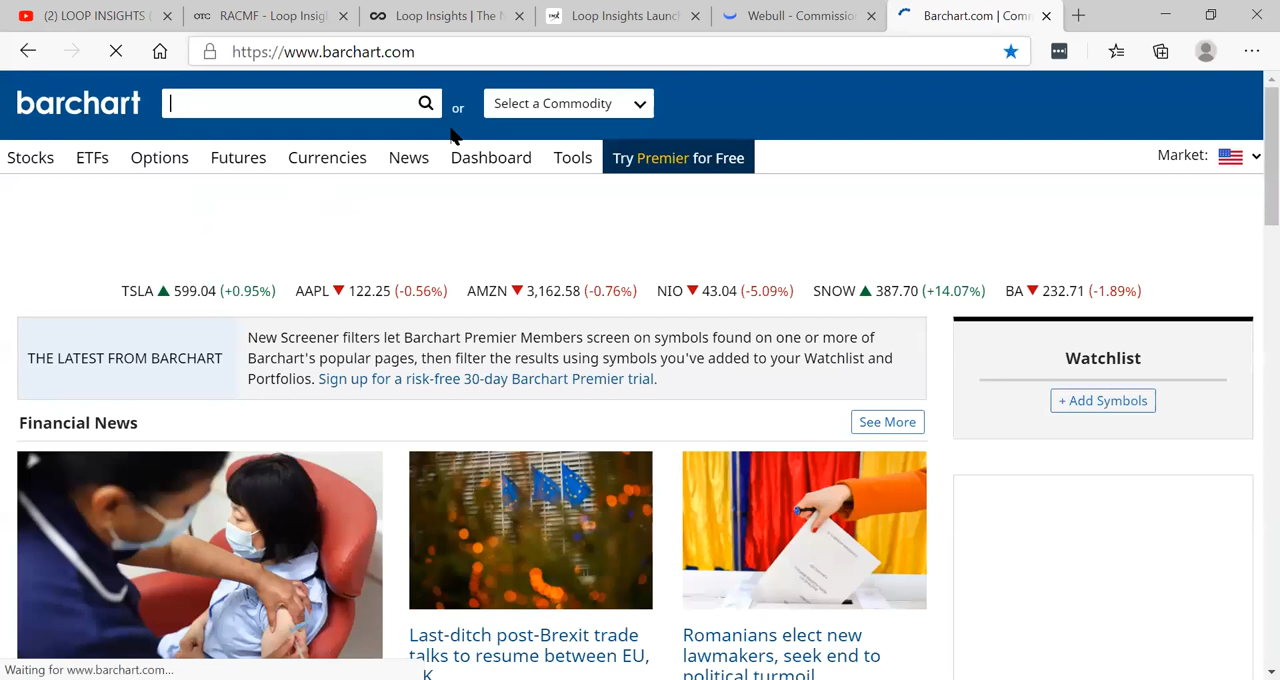 (2) LOOP INSIGHTS (
OTC RACMF - Loop Insig
Loop Insights | The N
Loop Insights Launc
Webull - Commissio
Barchart.com | Com
https://www.barchart.com
barchart
or
Select a Commodity
Stocks ETFs Options Futures Currencies News Dashboard Tools Try Premier for Free
Market:
TSLA ▲ 599.04 (+0.95%) AAPL ▼ 122.25 (-0.56%) AMZN ▼ 3,162.58 (-0.76%) NIO ▼ 43.04 (-5.09%) SNOW ▲ 387.70 (+14.07%) BA ▼ 232.71 (-1.89%)
THE LATEST FROM BARCHART
New Screener filters let Barchart Premier Members screen on symbols found on one or more of
Barchart's popular pages, then filter the results using symbols you've added to your Watchlist and
Portfolios. Sign up for a risk-free 30-day Barchart Premier trial.
Watchlist
+ Add Symbols
Financial News
See More
Last-ditch post-Brexit trade
talks to resume between EU,
Romanians elect new
lawmakers, seek end to
political turmoil
Waiting for www.barchart.com...